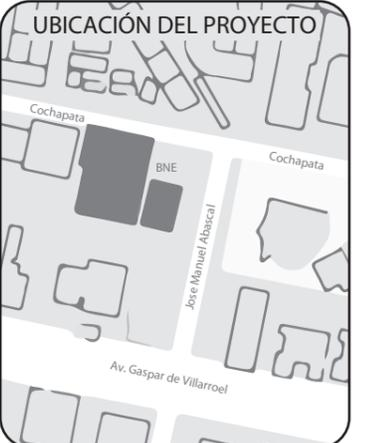 UBICACIÓN DEL PROYECTO
Cochapata
Cochapata
BNE
Jose Manuel Abascal
Av. Gaspar de Villarroel